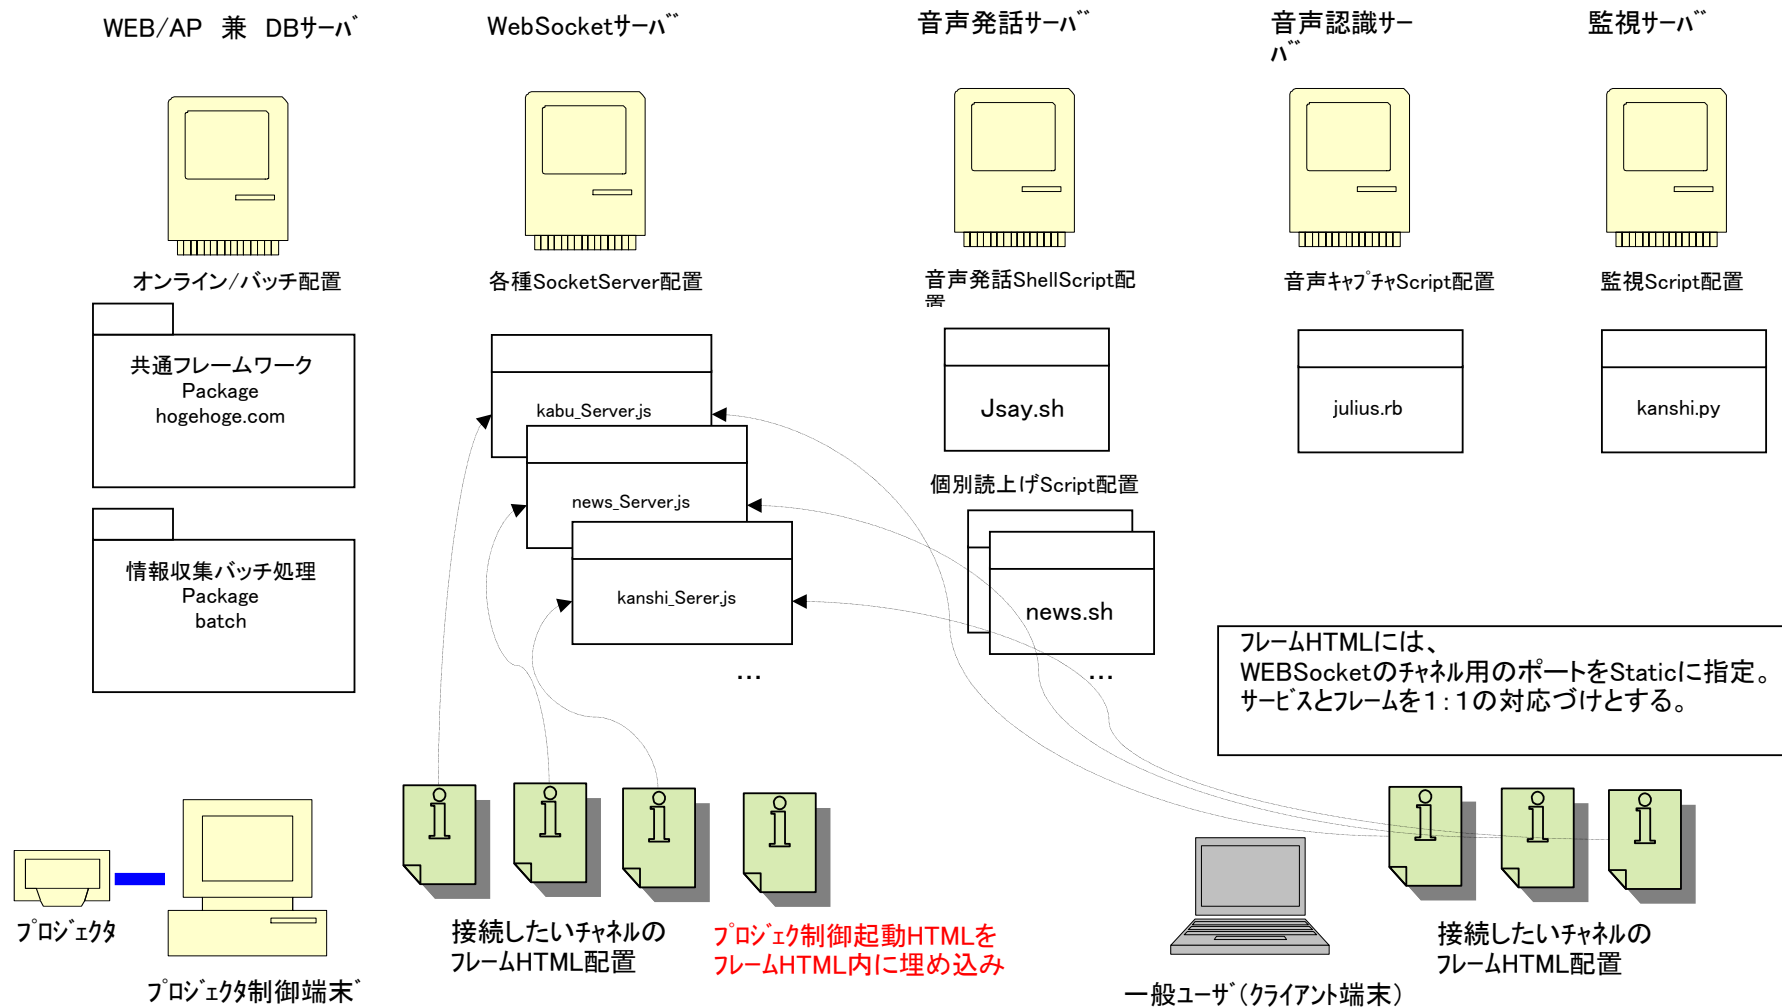 WEB/AP 兼 DBサーバ
WebSocketサーバ
音声発話サーバ
音声認識サー
バ
監視サーバ
オンライン/バッチ配置
各種SocketServer配置
音声発話ShellScript配
置
音声キャプチャScript配置
監視Script配置
共通フレームワーク
Package
hogehoge.com
kabu_Server.js
Jsay.sh
julius.rb
kanshi.py
個別読上げScript配置
news_Server.js
情報収集バッチ処理
Package
batch
kanshi_Serer.js
news.sh
…
…
フレームHTMLには、
WEBSocketのチャネル用のポートをStaticに指定。
サービスとフレームを1:1の対応づけとする。
プロジェクタ
プロジェクタ制御端末
接続したいチャネルの
フレームHTML配置
プロジェク制御起動HTMLを
フレームHTML内に埋め込み
一般ユーザ(クライアント端末)
接続したいチャネルの
フレームHTML配置